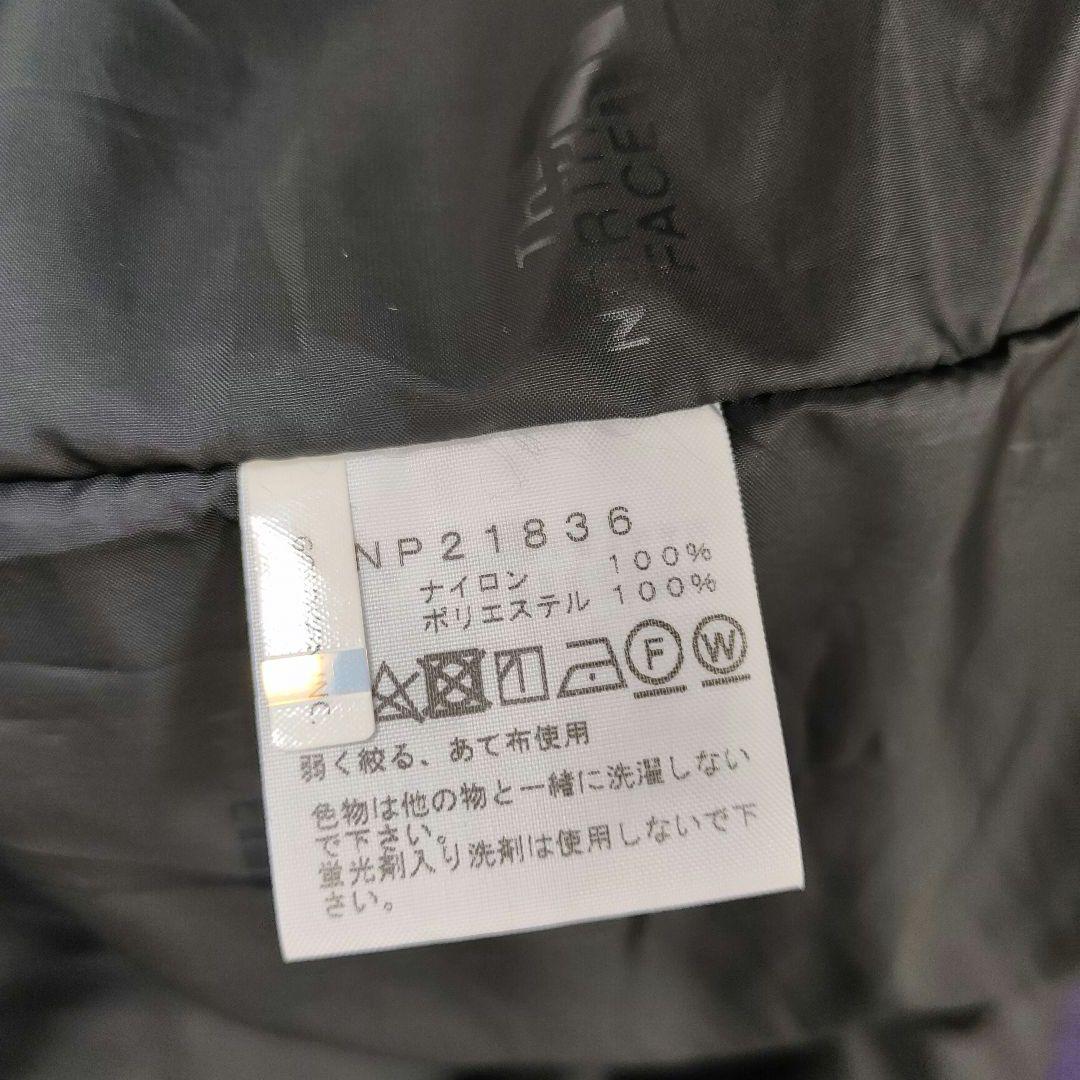 FACE
NP21836
ナイロン 100%
ポリエステル 100%
F W
弱く絞る、あて布使用
色物は他の物と一緒に洗濯しない
で下さい。
蛍光剤入り洗剤は使用しないで下
さい。